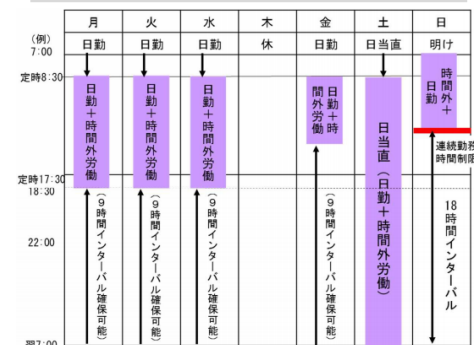 月 火 水 木 金 土 日
(例) 日勤 日勤 日勤 休 日勤 日当直 明け
7:00
定時8:30
日勤+時間外労働
日勤+時間外労働
日勤+時間外労働
日勤+時間外労働
日当直(日勤+時間外労働)
時間外+日勤
連続勤務
時間制限
定時17:30
18:30
22:00
翌7:00
(9時間インターバル確保可能)
(9時間インターバル確保可能)
(9時間インターバル確保可能)
(9時間インターバル確保可能)
18時間インターバル